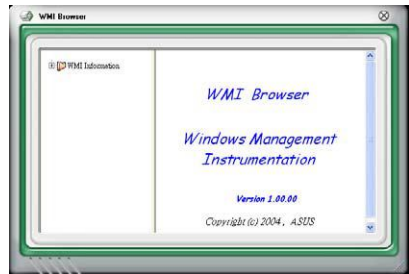 WMI Browser
WMI Information
WMI Browser
Windows Management
Instrumentation
Version 1.00.00
Copyright (c) 2004, ASUS